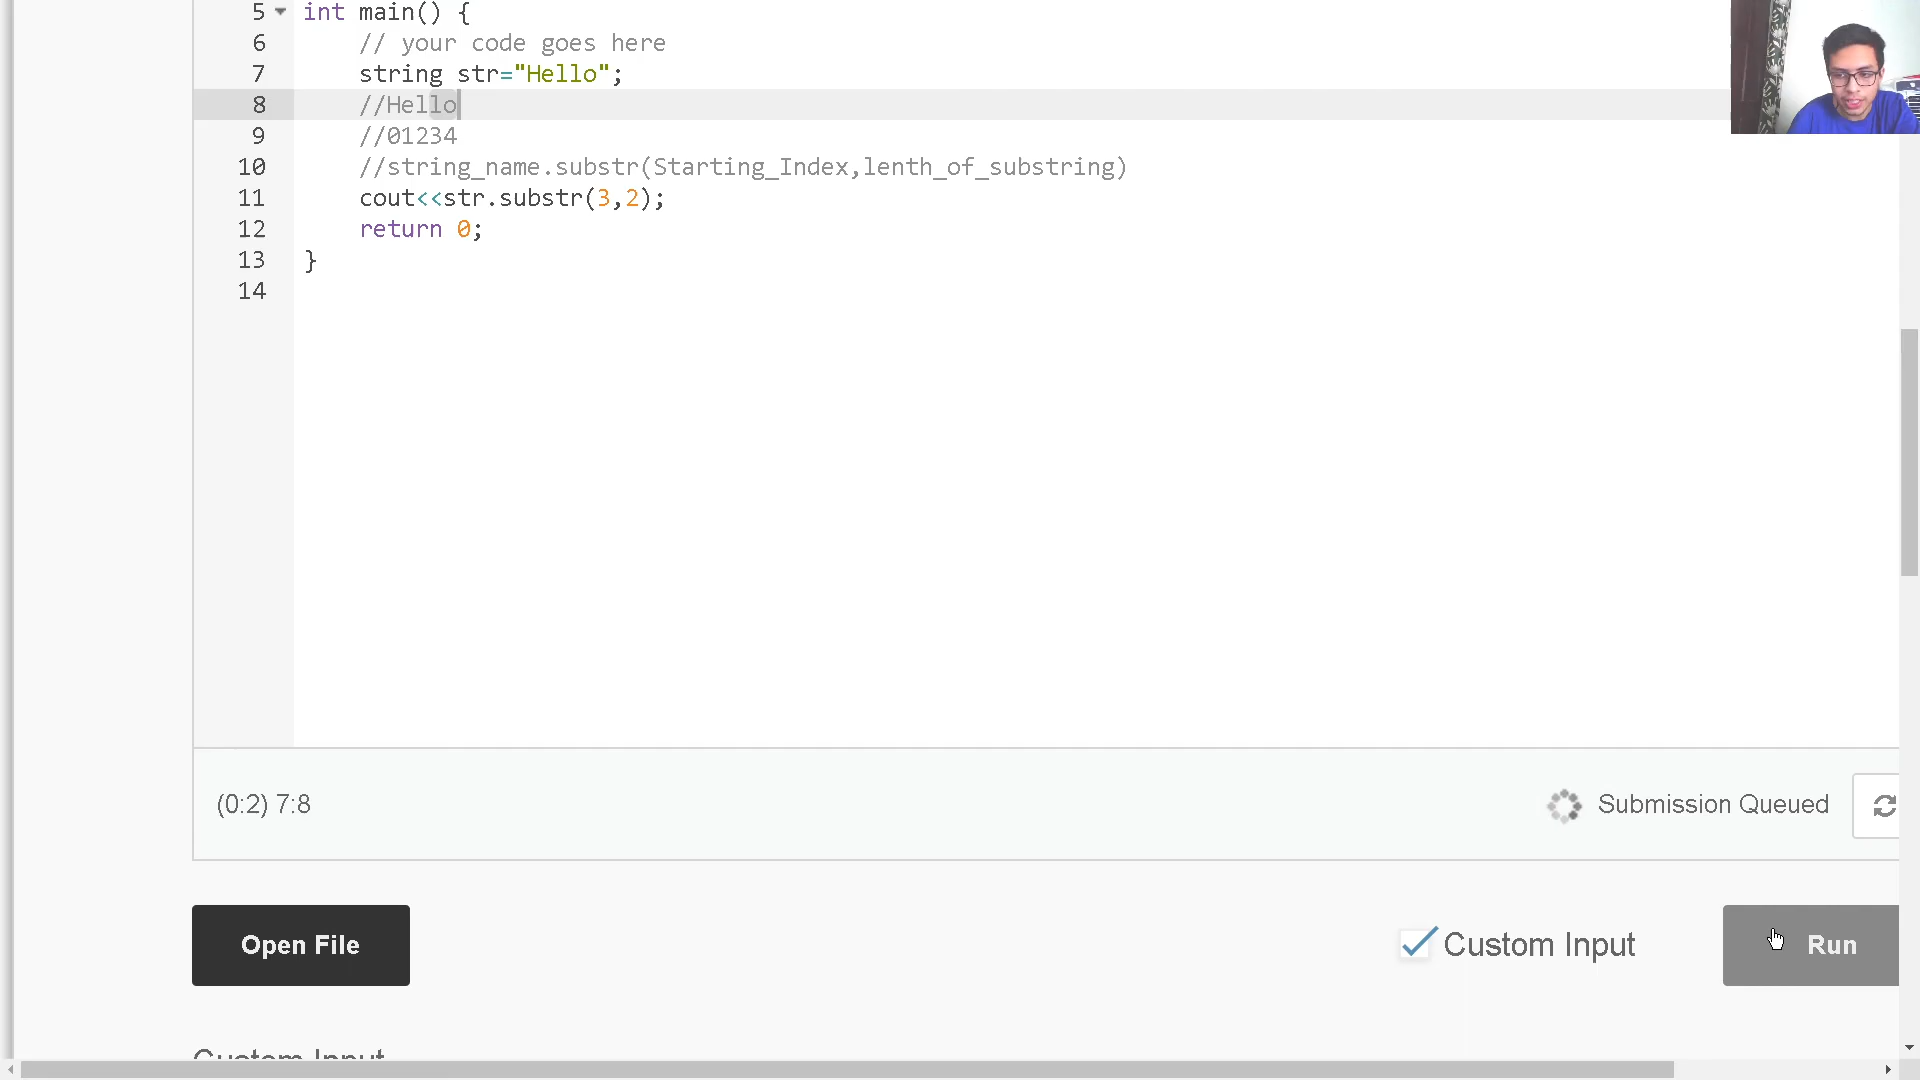 5 int main() {
6 // your code goes here
7 string str="Hello";
8 //Hello
9 //01234
10 //string_name.substr(Starting_Index,lenth_of_substring)
11 cout<<str.substr(3,2);
12 return 0;
13 }
14
(0:2) 7:8 Submission Queued
Open File Custom Input Run
Custom Input